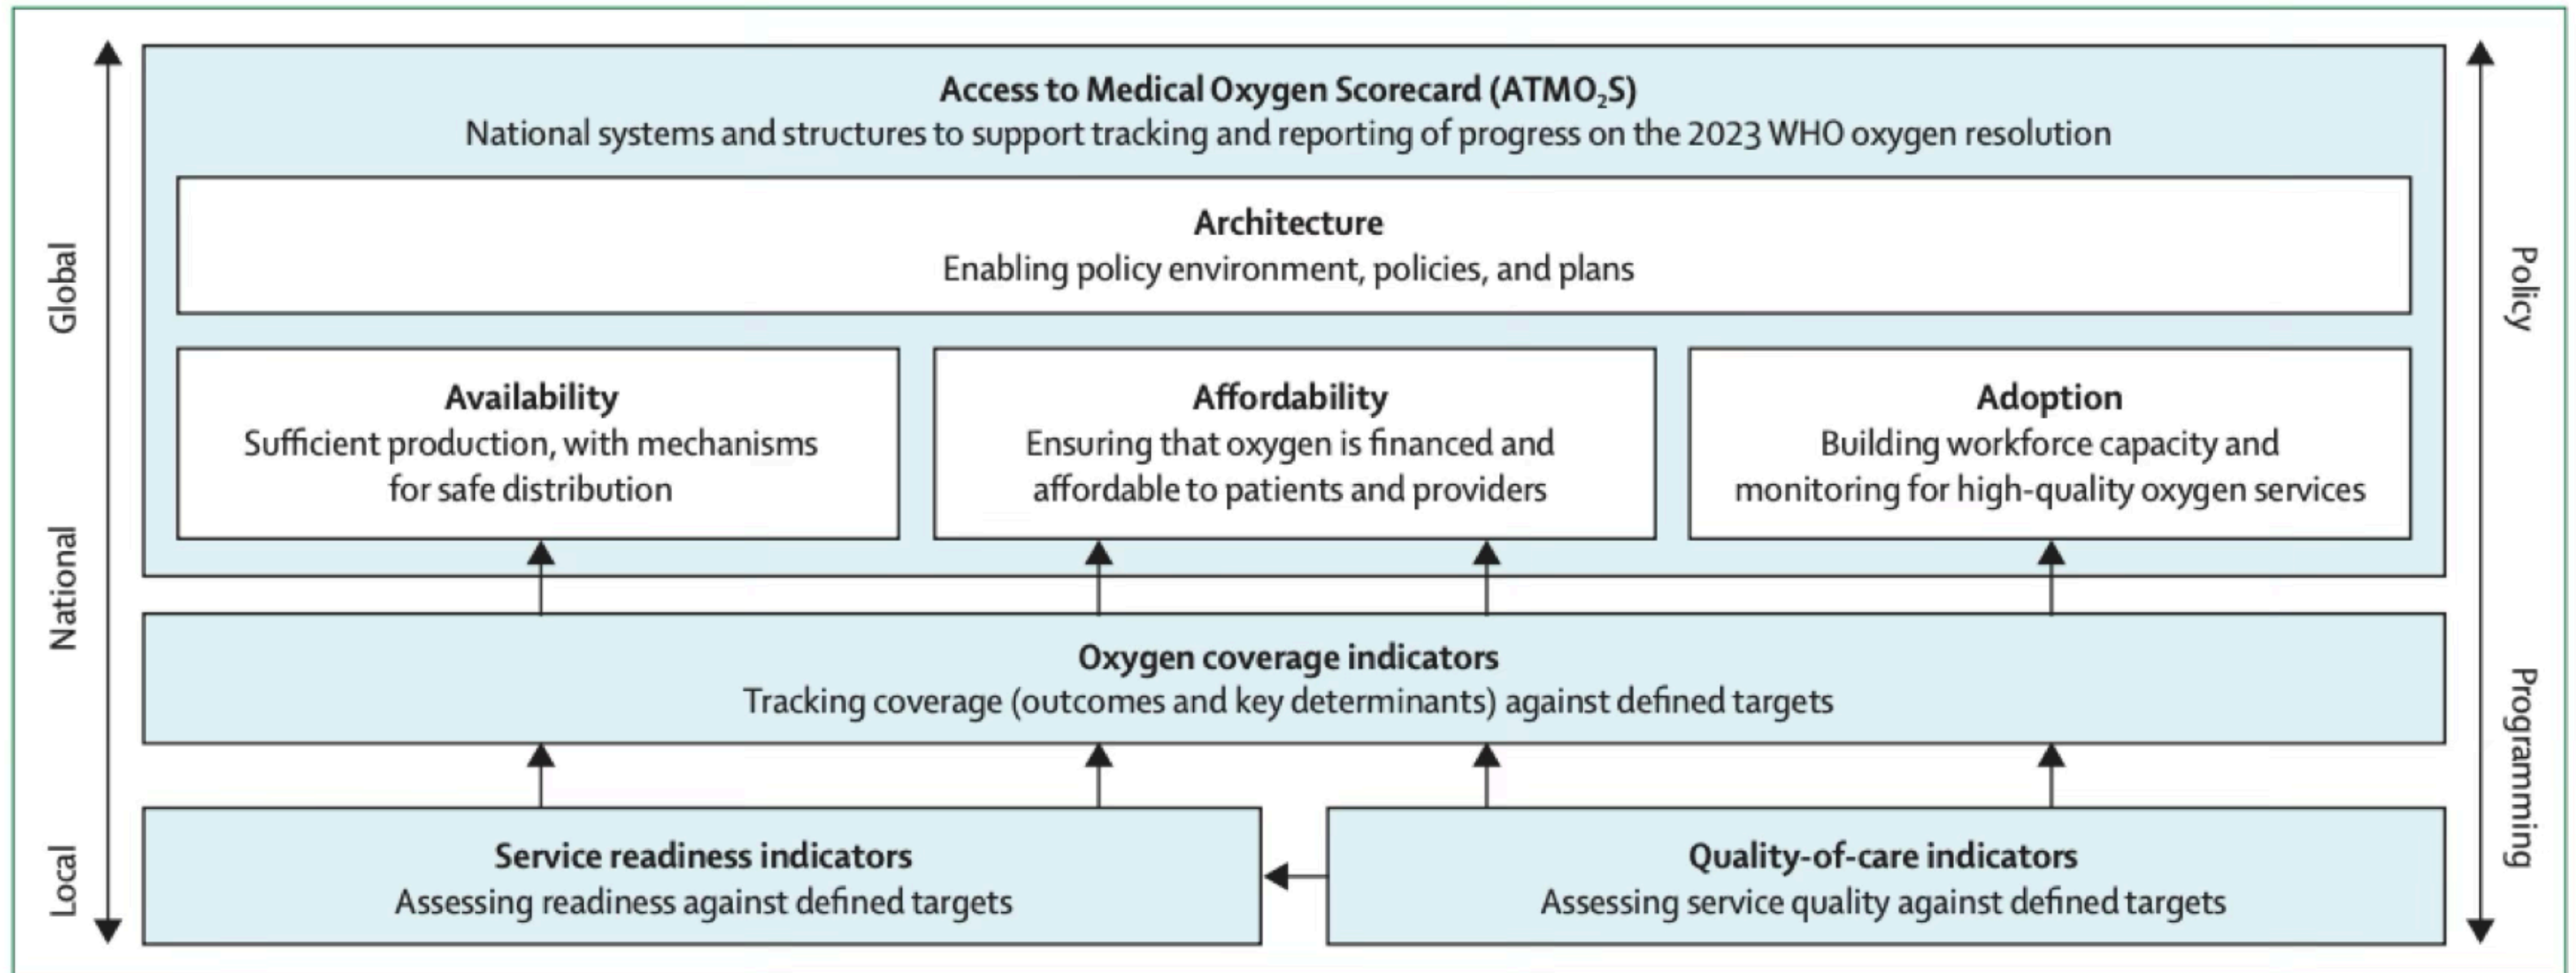 Access to Medical Oxygen Scorecard (ATMO₂S)
National systems and structures to support tracking and reporting of progress on the 2023 WHO oxygen resolution
Architecture
Enabling policy environment, policies, and plans
Global
Policy
Availability
Sufficient production, with mechanisms
for safe distribution
Affordability
Ensuring that oxygen is financed and
affordable to patients and providers
Adoption
Building workforce capacity and
monitoring for high-quality oxygen services
National
Oxygen coverage indicators
Tracking coverage (outcomes and key determinants) against defined targets
Programming
Local
Service readiness indicators
Assessing readiness against defined targets
Quality-of-care indicators
Assessing service quality against defined targets